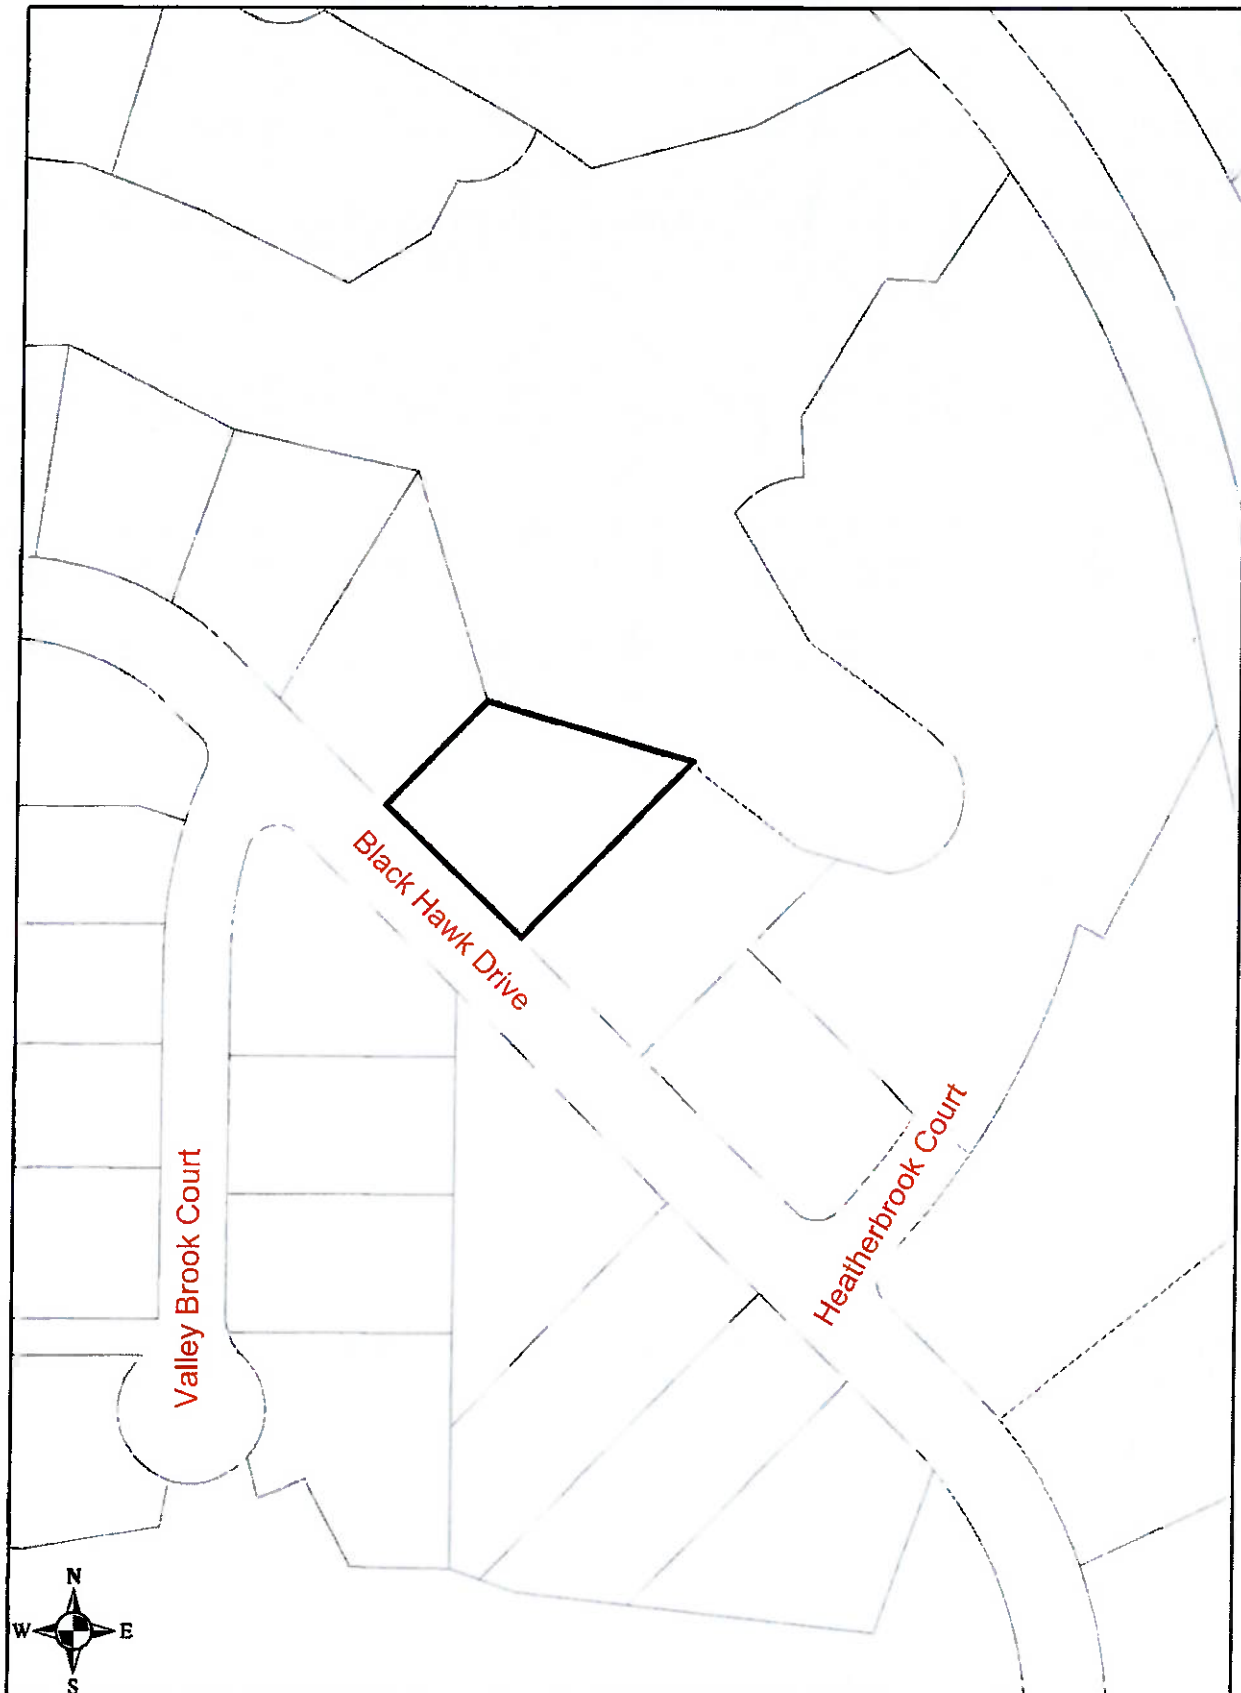 Black Hawk Drive
Heatherbrook Court
Valley Brook Court
N
W E
S